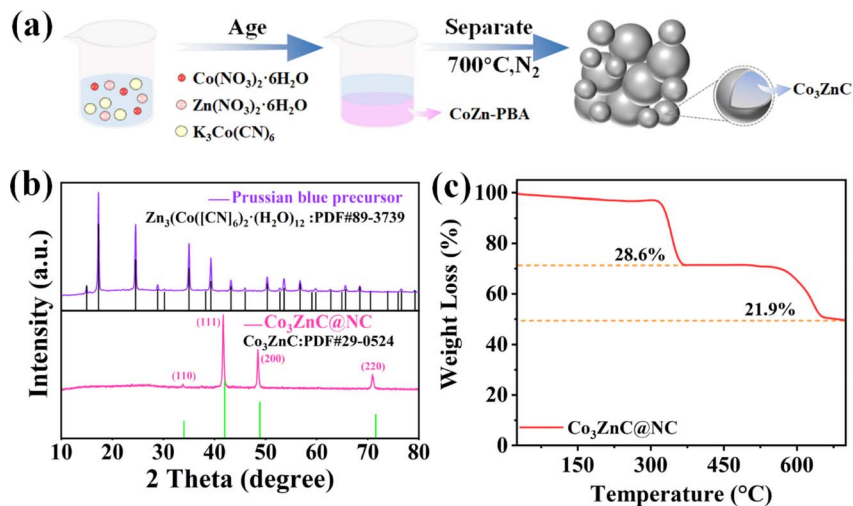 (a)
Age
Separate
Co(NO₃)₂·6H₂O
Zn(NO₃)₂·6H₂O
K₃Co(CN)₆
CoZn-PBA
700°C,N₂
Co₃ZnC
(b)
Prussian blue precursor
Zn₃(Co([CN]₆)₂·(H₂O)₁₂ :PDF#89-3739
Co₃ZnC@NC
Co₃ZnC:PDF#29-0524
(111)
(110)
(200)
(220)
Intensity (a.u.)
10 20 30 40 50 60 70 80
2 Theta (degree)
(c)
100
80
60
40
20
0
28.6%
21.9%
Co₃ZnC@NC
Weight Loss (%)
150 300 450 600
Temperature (°C)